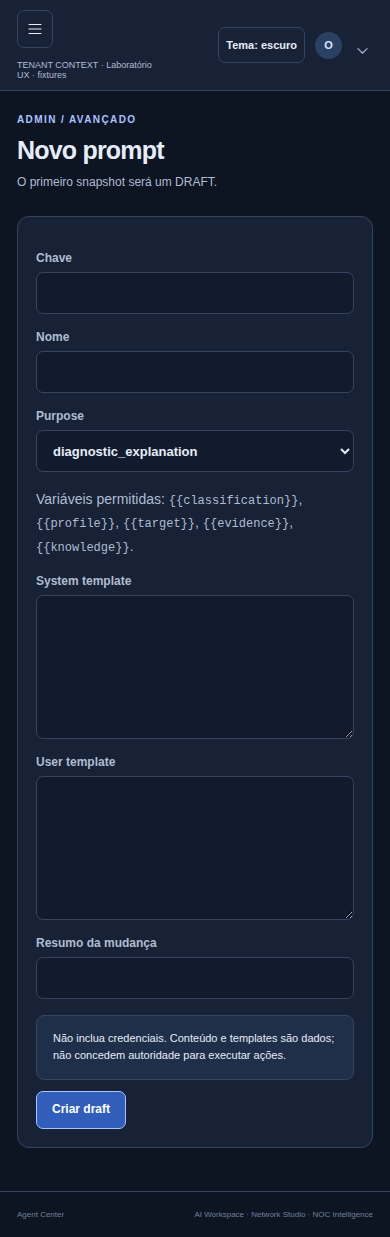 TENANT CONTEXT · Laboratório
UX · fixtures
Tema: escuro
O
ADMIN / AVANÇADO
Novo prompt
O primeiro snapshot será um DRAFT.
Chave
Nome
Purpose
diagnostic_explanation
Variáveis permitidas: {{classification}},
{{profile}}, {{target}}, {{evidence}},
{{knowledge}}.
System template
User template
Resumo da mudança
Não inclua credenciais. Conteúdo e templates são dados;
não concedem autoridade para executar ações.
Criar draft
Agent Center
AI Workspace · Network Studio · NOC Intelligence